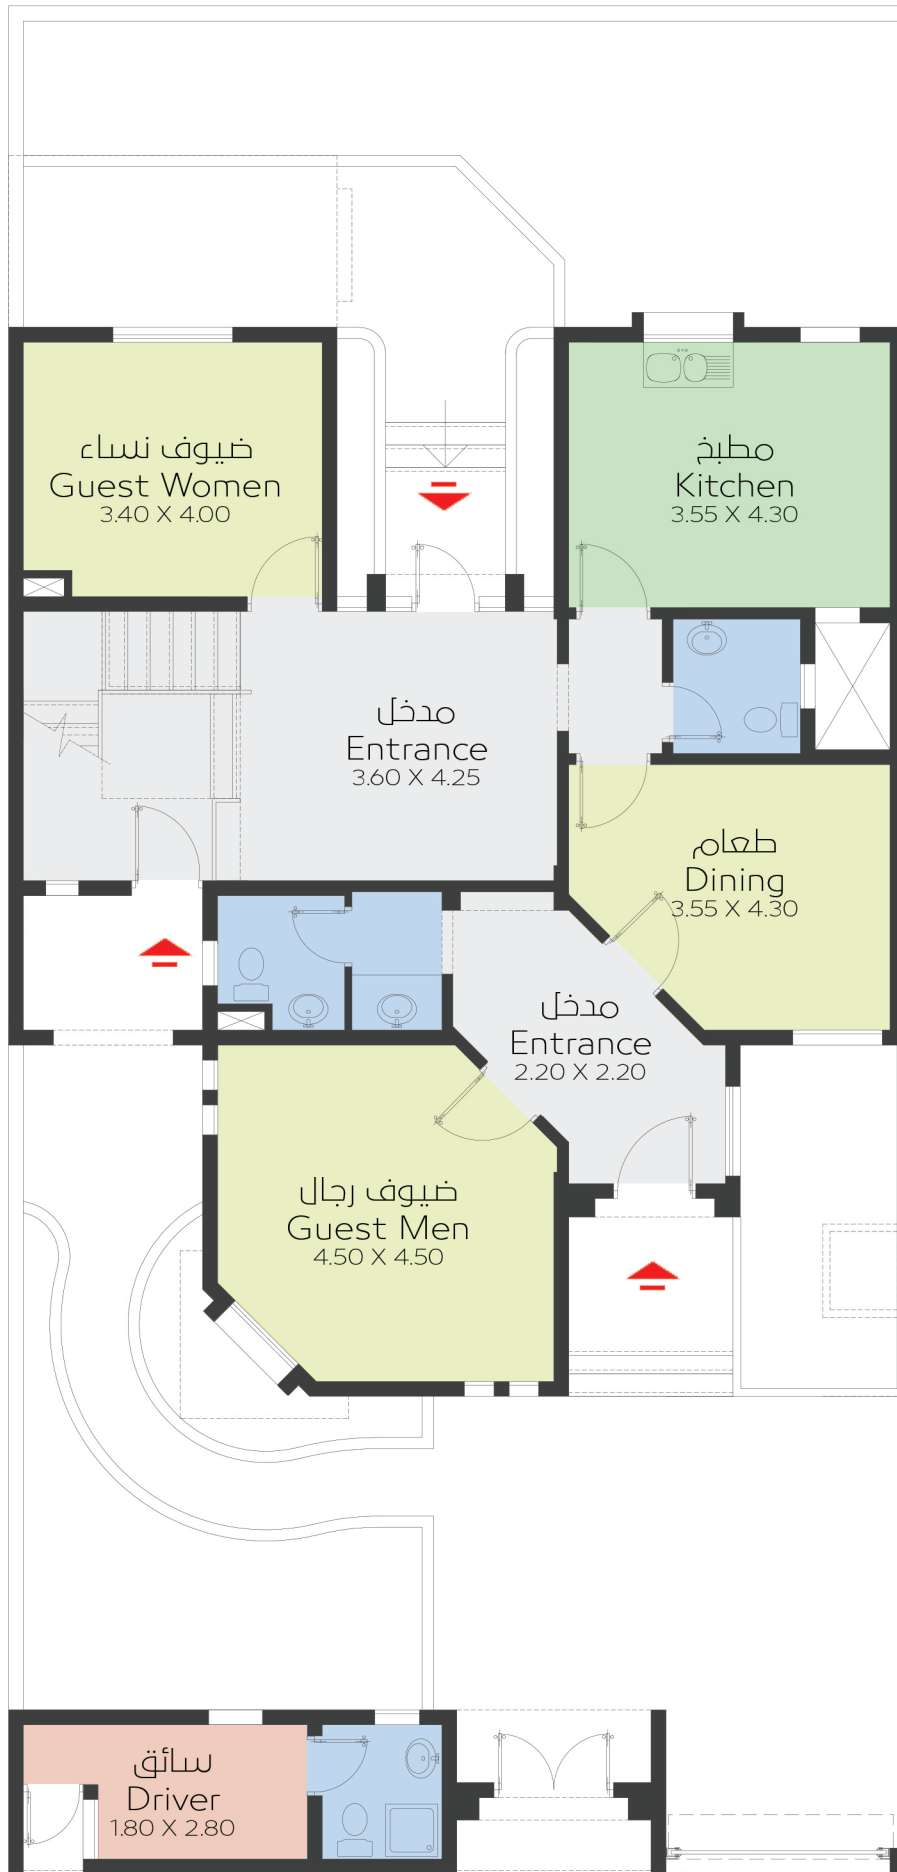 ضيوف نساء
Guest Women
3.40 X 4.00
مطبخ
Kitchen
3.55 X 4.30
مدخل
Entrance
3.60 X 4.25
طعام
Dining
3.55 X 4.30
مدخل
Entrance
2.20 X 2.20
ضيوف رجال
Guest Men
4.50 X 4.50
سائق
Driver
1.80 X 2.80